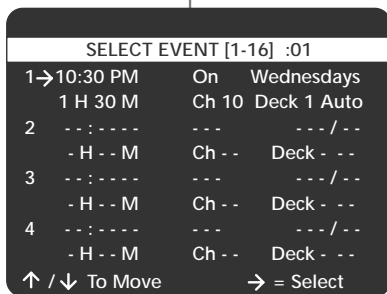 SELECT EVENT [1-16] :01
1→10:30 PM On Wednesdays
1 H 30 M Ch 10 Deck 1 Auto
2 - - : - - - - - - - - - - / - -
- H - - M Ch - - Deck - - -
3 - - : - - - - - - - - - - / - -
- H - - M Ch - - Deck - - -
4 - - : - - - - - - - - - - / - -
- H - - M Ch - - Deck - - -
↑ / ↓ To Move → = Select